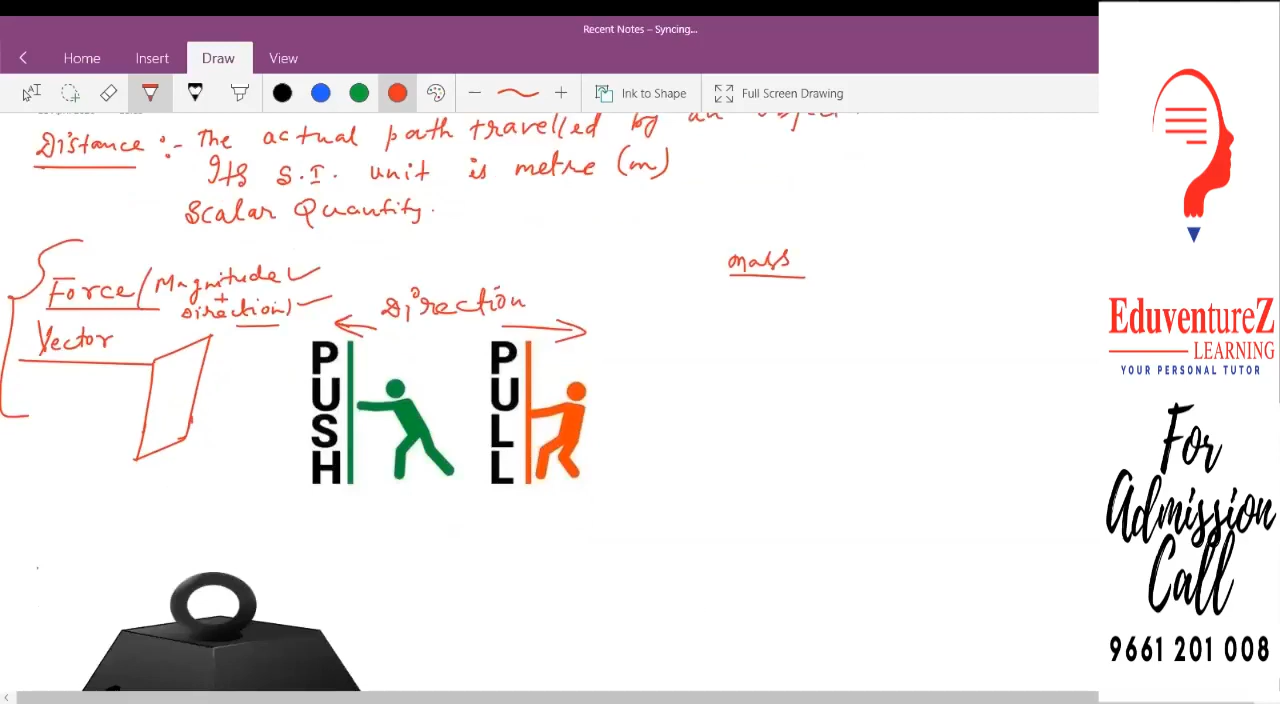 Recent Notes – Syncing...
Home Insert Draw View
Ink to Shape Full Screen Drawing
Distance :- The actual path travelled by an object
Its S.I. unit is metre (m)
Scalar Quantity.
mass
Force (Magnitude
+
Direction)
Vector
Direction
PUSH
PULL
EduventureZ
LEARNING
YOUR PERSONAL TUTOR
For
Admission
Call
9661 201 008